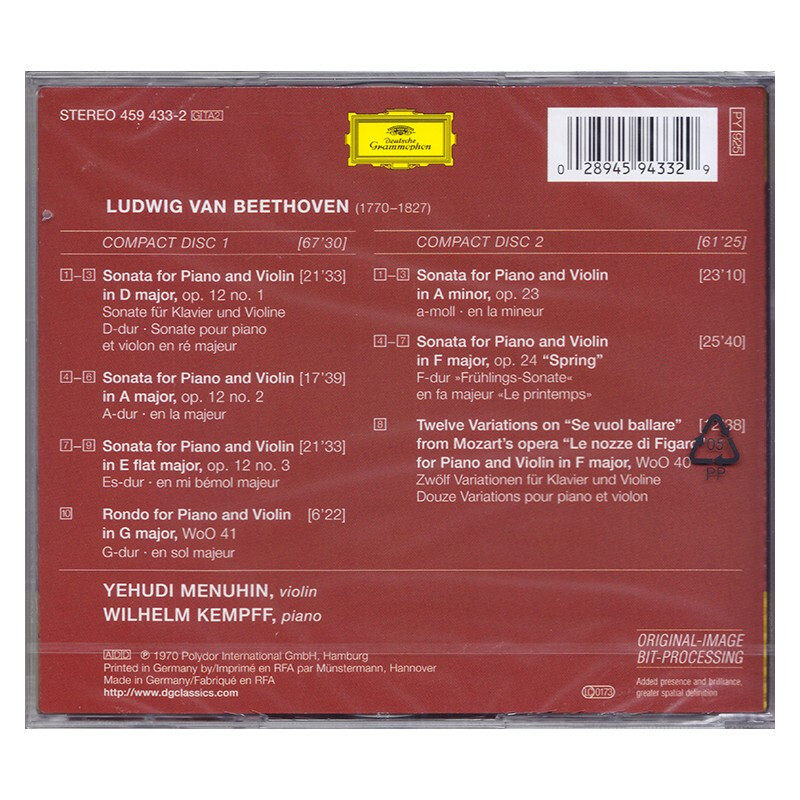 STEREO 459 433-2 GITA2
Deutsche
Grammophon
0 28945 94332 9
PY 925
LUDWIG VAN BEETHOVEN (1770–1827)
COMPACT DISC 1 [67'30]
1–3 Sonata for Piano and Violin [21'33]
in D major, op. 12 no. 1
Sonate für Klavier und Violine
D-dur · Sonate pour piano
et violon en ré majeur
4–6 Sonata for Piano and Violin [17'39]
in A major, op. 12 no. 2
A-dur · en la majeur
7–9 Sonata for Piano and Violin [21'33]
in E flat major, op. 12 no. 3
Es-dur · en mi bémol majeur
10 Rondo for Piano and Violin [6'22]
in G major, WoO 41
G-dur · en sol majeur
COMPACT DISC 2 [61'25]
1–3 Sonata for Piano and Violin [23'10]
in A minor, op. 23
a-moll · en la mineur
4–7 Sonata for Piano and Violin [25'40]
in F major, op. 24 “Spring”
F-dur »Frühlings-Sonate«
en fa majeur «Le printemps»
8 Twelve Variations on “Se vuol ballare”
from Mozart's opera “Le nozze di Figaro
for Piano and Violin in F major, WoO 40
Zwölf Variationen für Klavier und Violine
Douze Variations pour piano et violon
05
PP
YEHUDI MENUHIN, violin
WILHELM KEMPFF, piano
ADD ℗ 1970 Polydor International GmbH, Hamburg
Printed in Germany by/Imprimé en RFA par Münstermann, Hannover
Made in Germany/Fabriqué en RFA
http://www.dgclassics.com
ORIGINAL-IMAGE
BIT-PROCESSING
Added presence and brilliance,
greater spatial definition
LC 0173